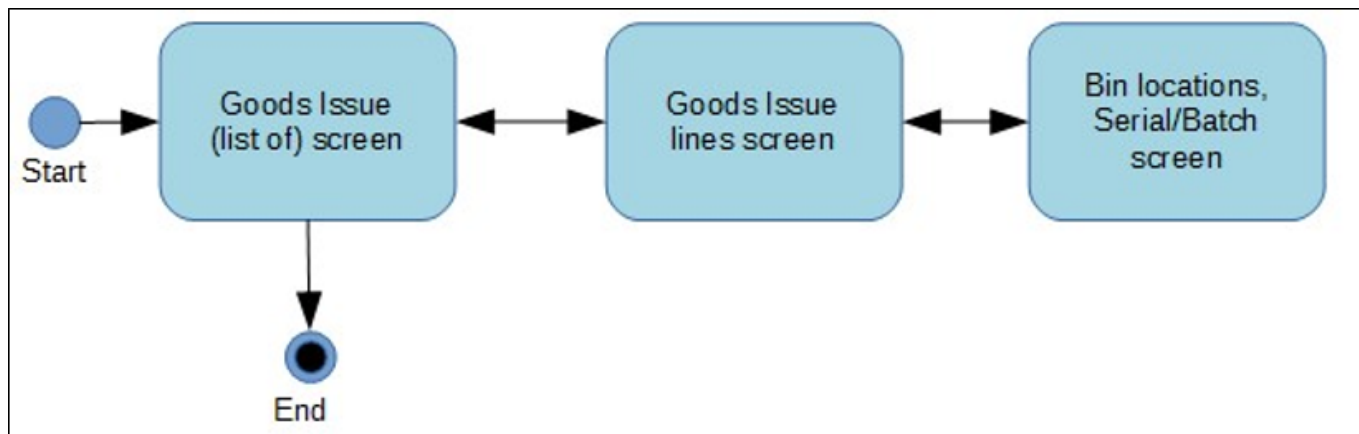 Start
Goods Issue
(list of) screen
Goods Issue
lines screen
Bin locations,
Serial/Batch
screen
End